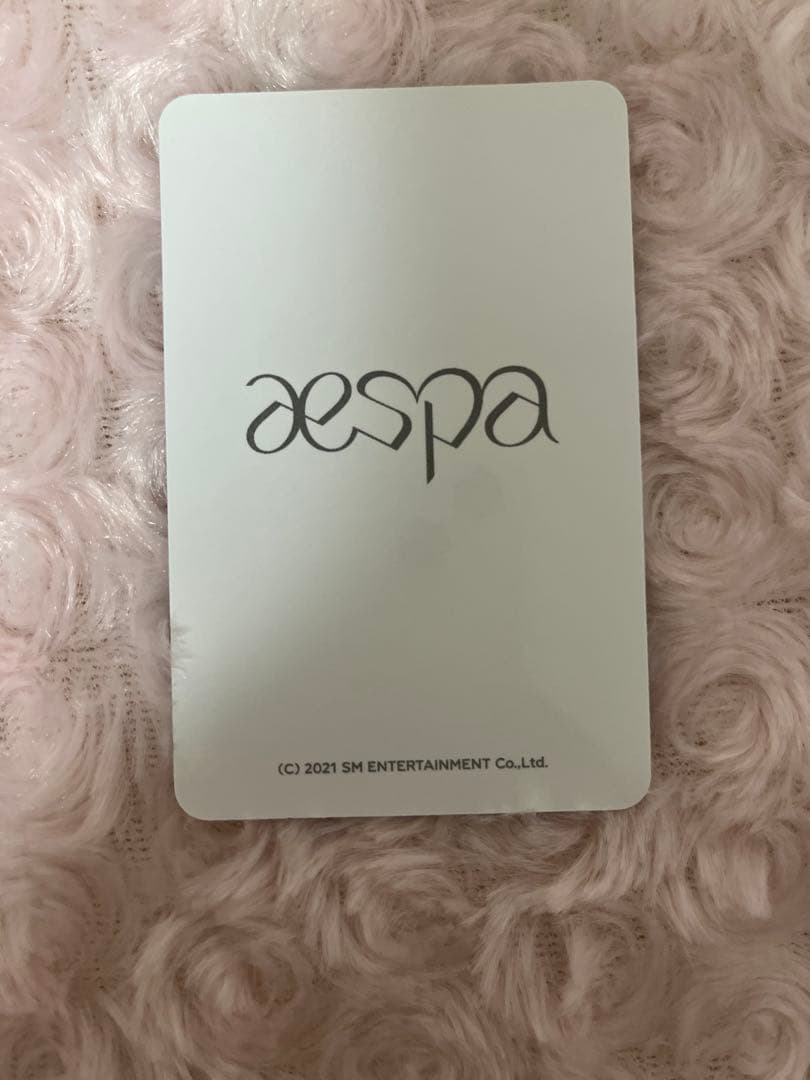 aespa
(C) 2021 SM ENTERTAINMENT Co.,Ltd.